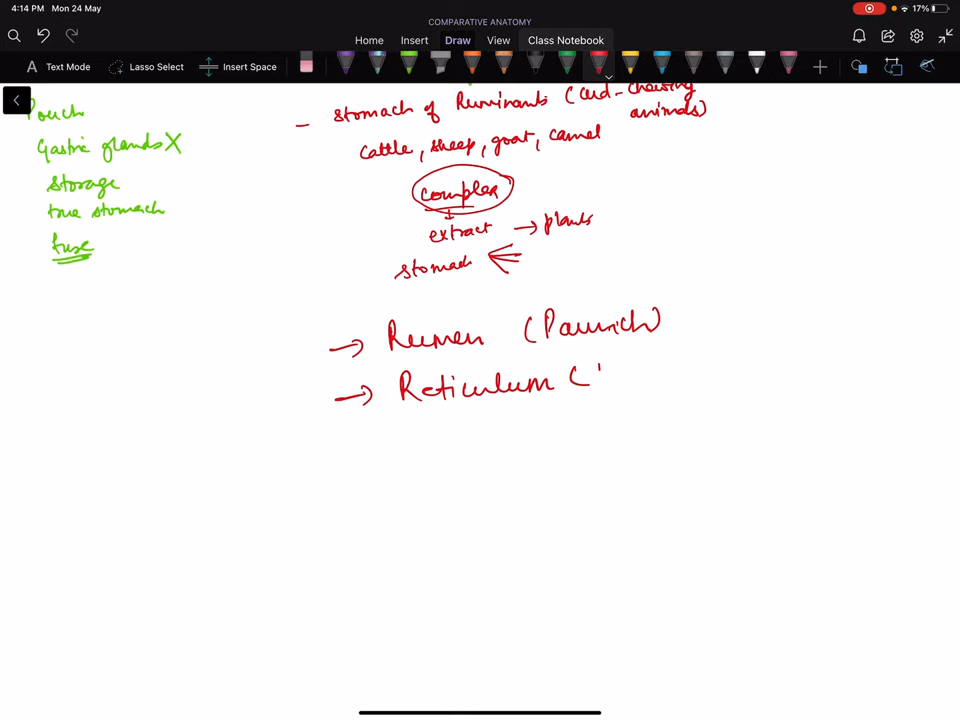 4:14 PM Mon 24 May
17%
COMPARATIVE ANATOMY
Home Insert Draw View Class Notebook
Text Mode Lasso Select Insert Space
Pouch
Gastric glands X
storage
true stomach
fuse
- stomach of Ruminants (cud-chewing
animals)
cattle, sheep, goat, camel
complex
extract → plants
stomach
→ Rumen (Paunch)
→ Reticulum (